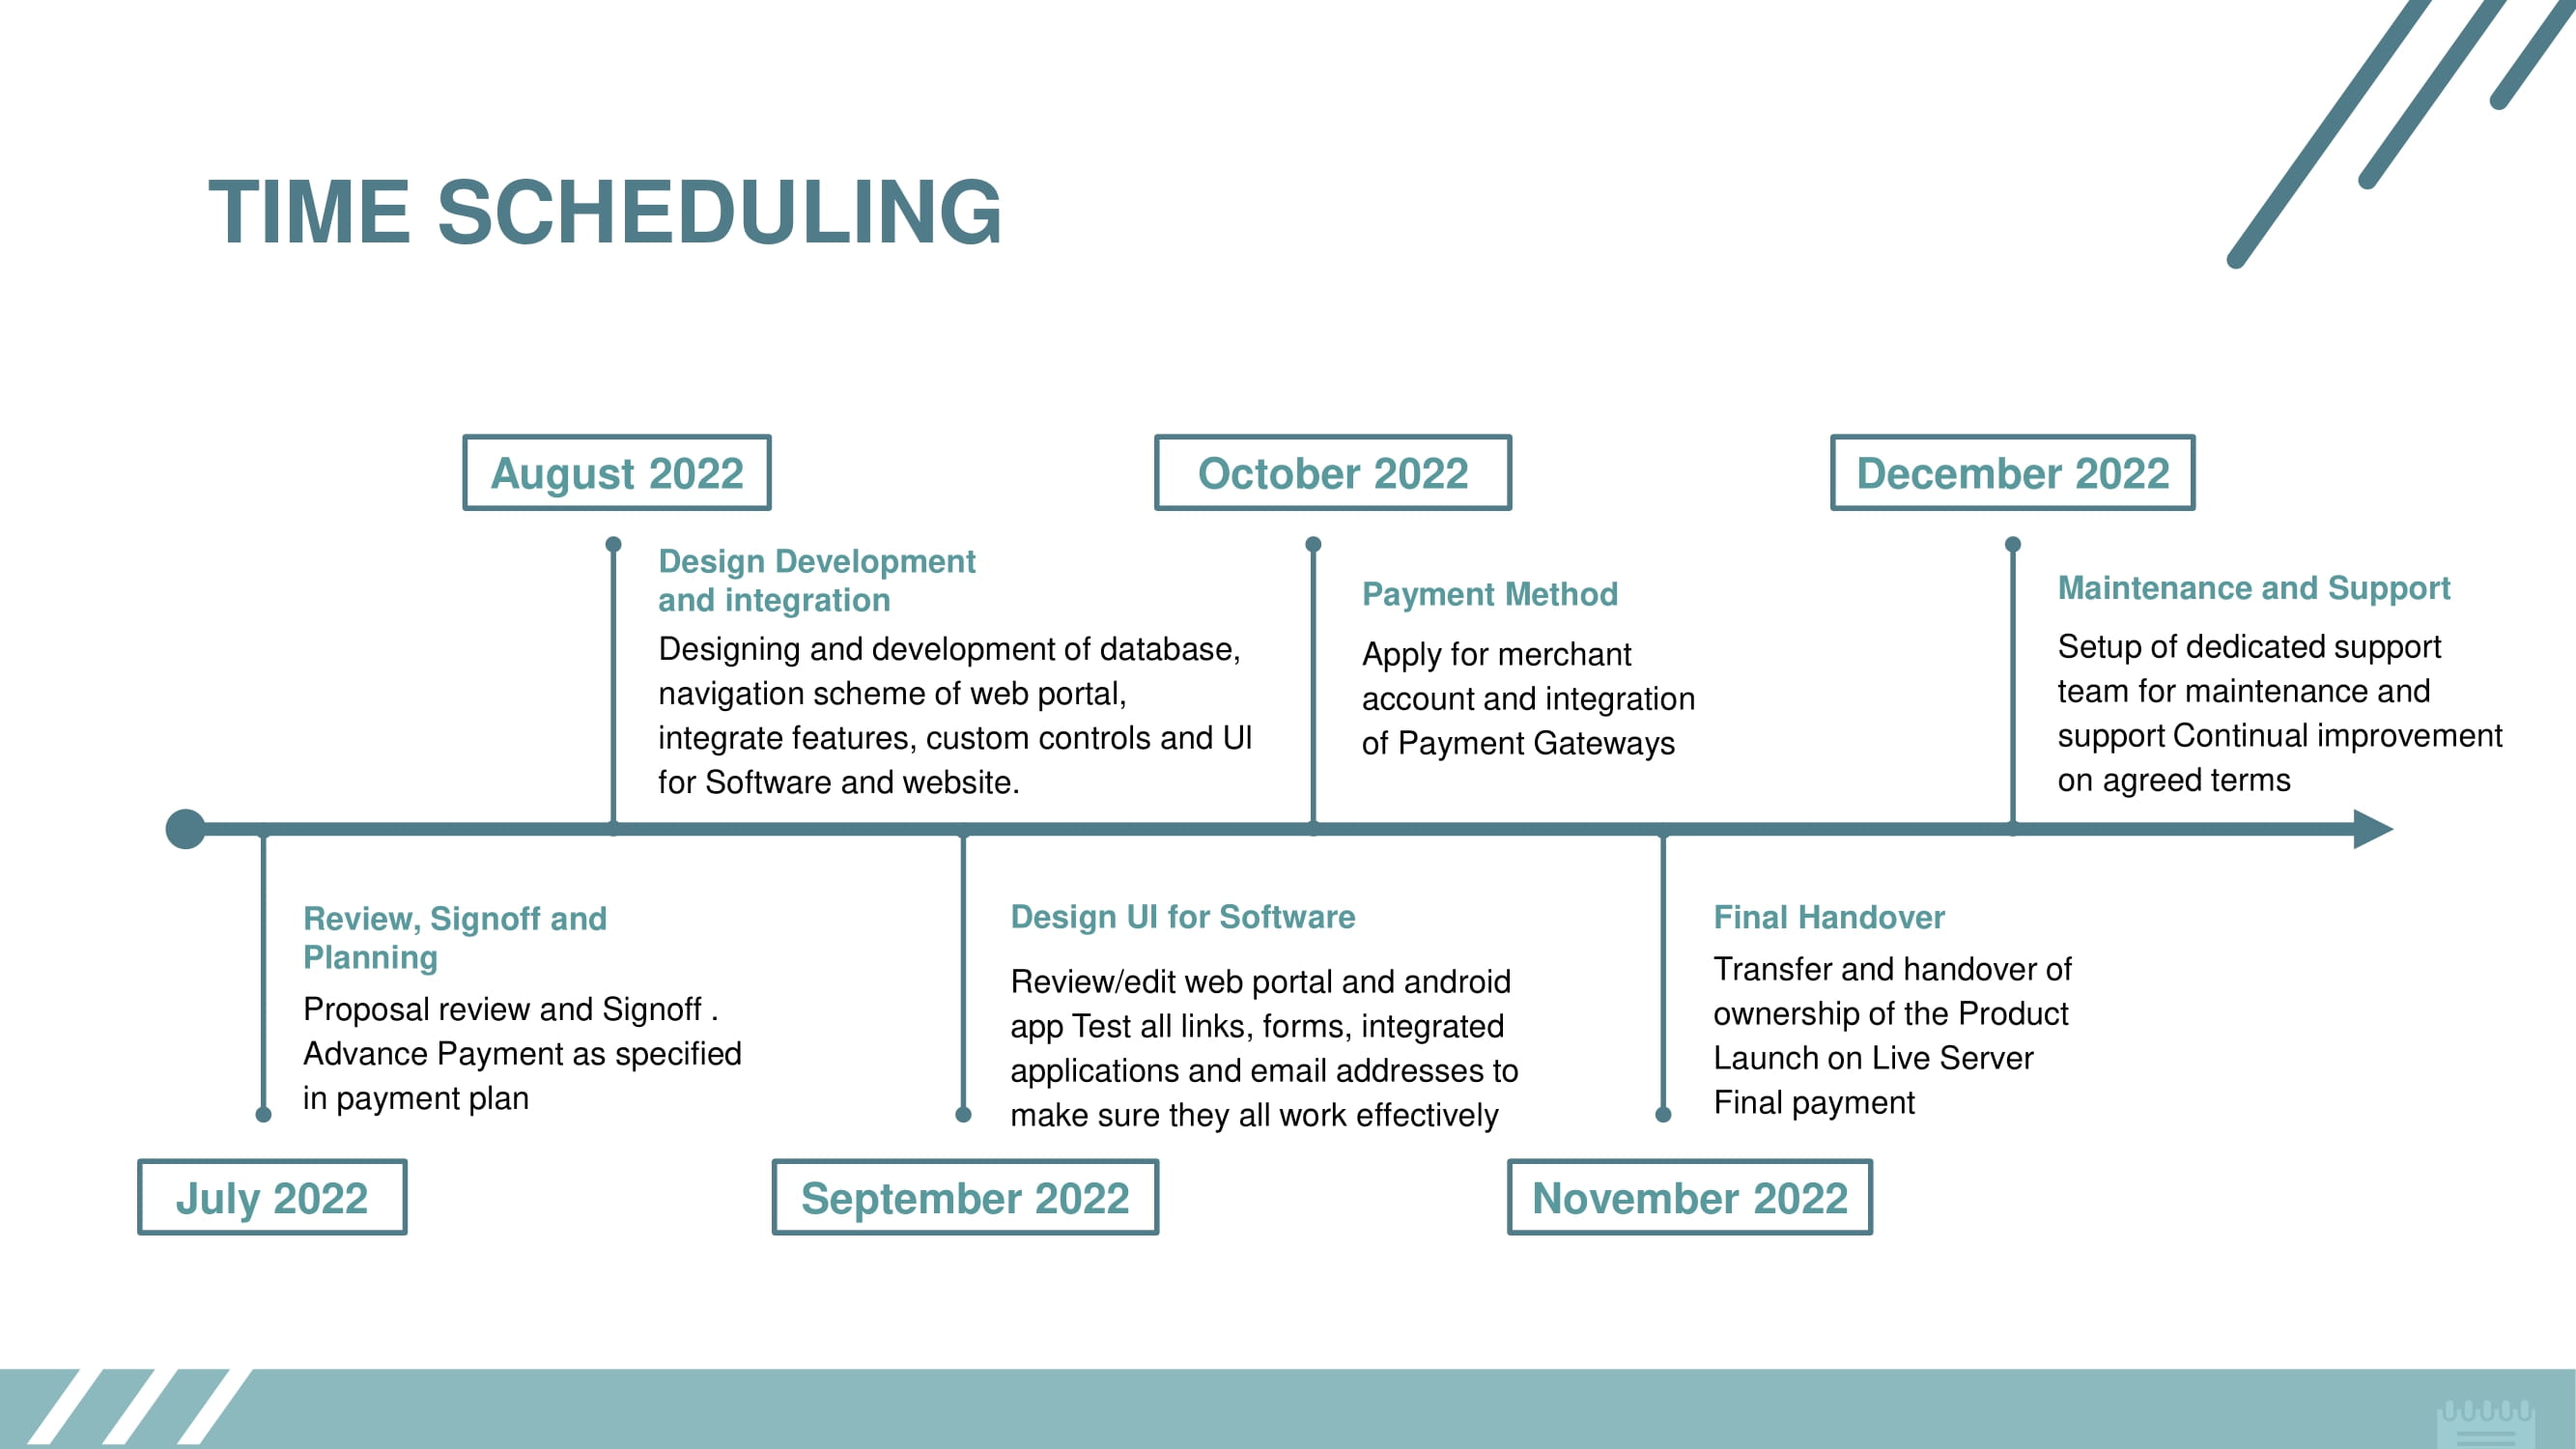 TIME SCHEDULING
August 2022
October 2022
December 2022
Design Development
and integration
Designing and development of database,
navigation scheme of web portal,
integrate features, custom controls and UI
for Software and website.
Payment Method
Apply for merchant
account and integration
of Payment Gateways
Maintenance and Support
Setup of dedicated support
team for maintenance and
support Continual improvement
on agreed terms
Review, Signoff and
Planning
Proposal review and Signoff .
Advance Payment as specified
in payment plan
Design UI for Software
Review/edit web portal and android
app Test all links, forms, integrated
applications and email addresses to
make sure they all work effectively
Final Handover
Transfer and handover of
ownership of the Product
Launch on Live Server
Final payment
July 2022
September 2022
November 2022